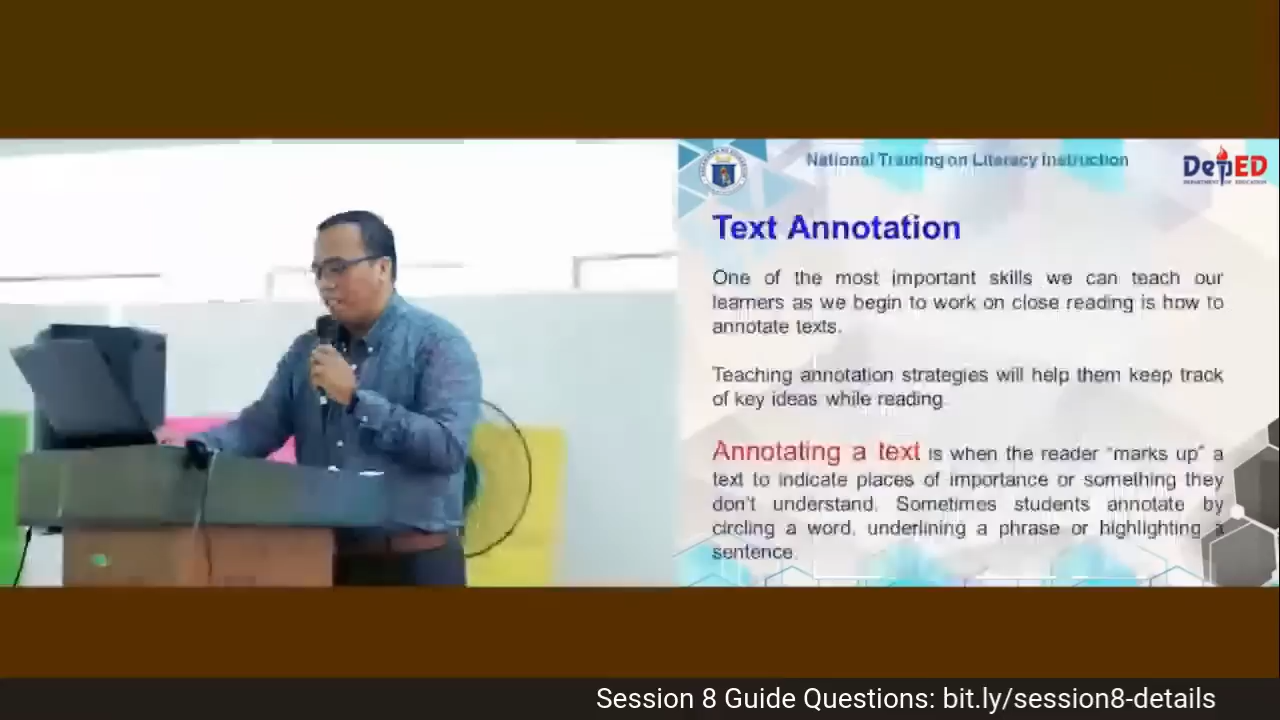 National Training on Literacy Instruction
DepED
DEPARTMENT OF EDUCATION
Text Annotation
One of the most important skills we can teach our
learners as we begin to work on close reading is how to
annotate texts.
Teaching annotation strategies will help them keep track
of key ideas while reading.
Annotating a text is when the reader "marks up" a
text to indicate places of importance or something they
don't understand. Sometimes students annotate by
circling a word, underlining a phrase or highlighting a
sentence.
Session 8 Guide Questions: bit.ly/session8-details